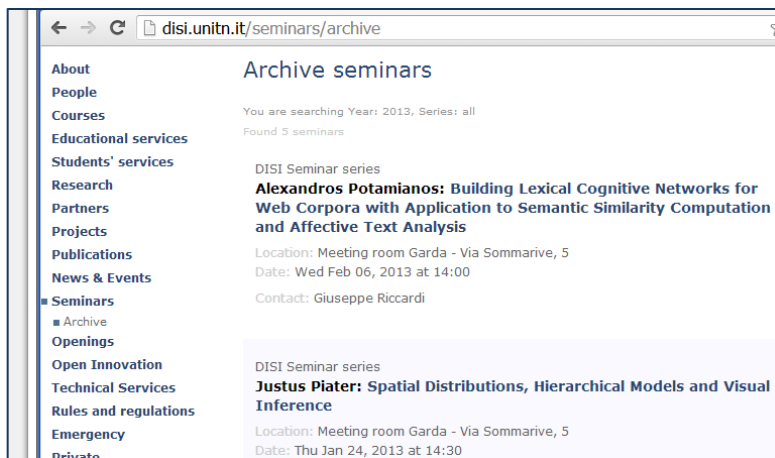 disi.unitn.it/seminars/archive
About
People
Courses
Educational services
Students' services
Research
Partners
Projects
Publications
News & Events
Seminars
Archive
Openings
Open Innovation
Technical Services
Rules and regulations
Emergency
Private
Archive seminars
You are searching Year: 2013, Series: all
Found 5 seminars
DISI Seminar series
Alexandros Potamianos: Building Lexical Cognitive Networks for
Web Corpora with Application to Semantic Similarity Computation
and Affective Text Analysis
Location: Meeting room Garda - Via Sommarive, 5
Date: Wed Feb 06, 2013 at 14:00
Contact: Giuseppe Riccardi
DISI Seminar series
Justus Piater: Spatial Distributions, Hierarchical Models and Visual
Inference
Location: Meeting room Garda - Via Sommarive, 5
Date: Thu Jan 24, 2013 at 14:30